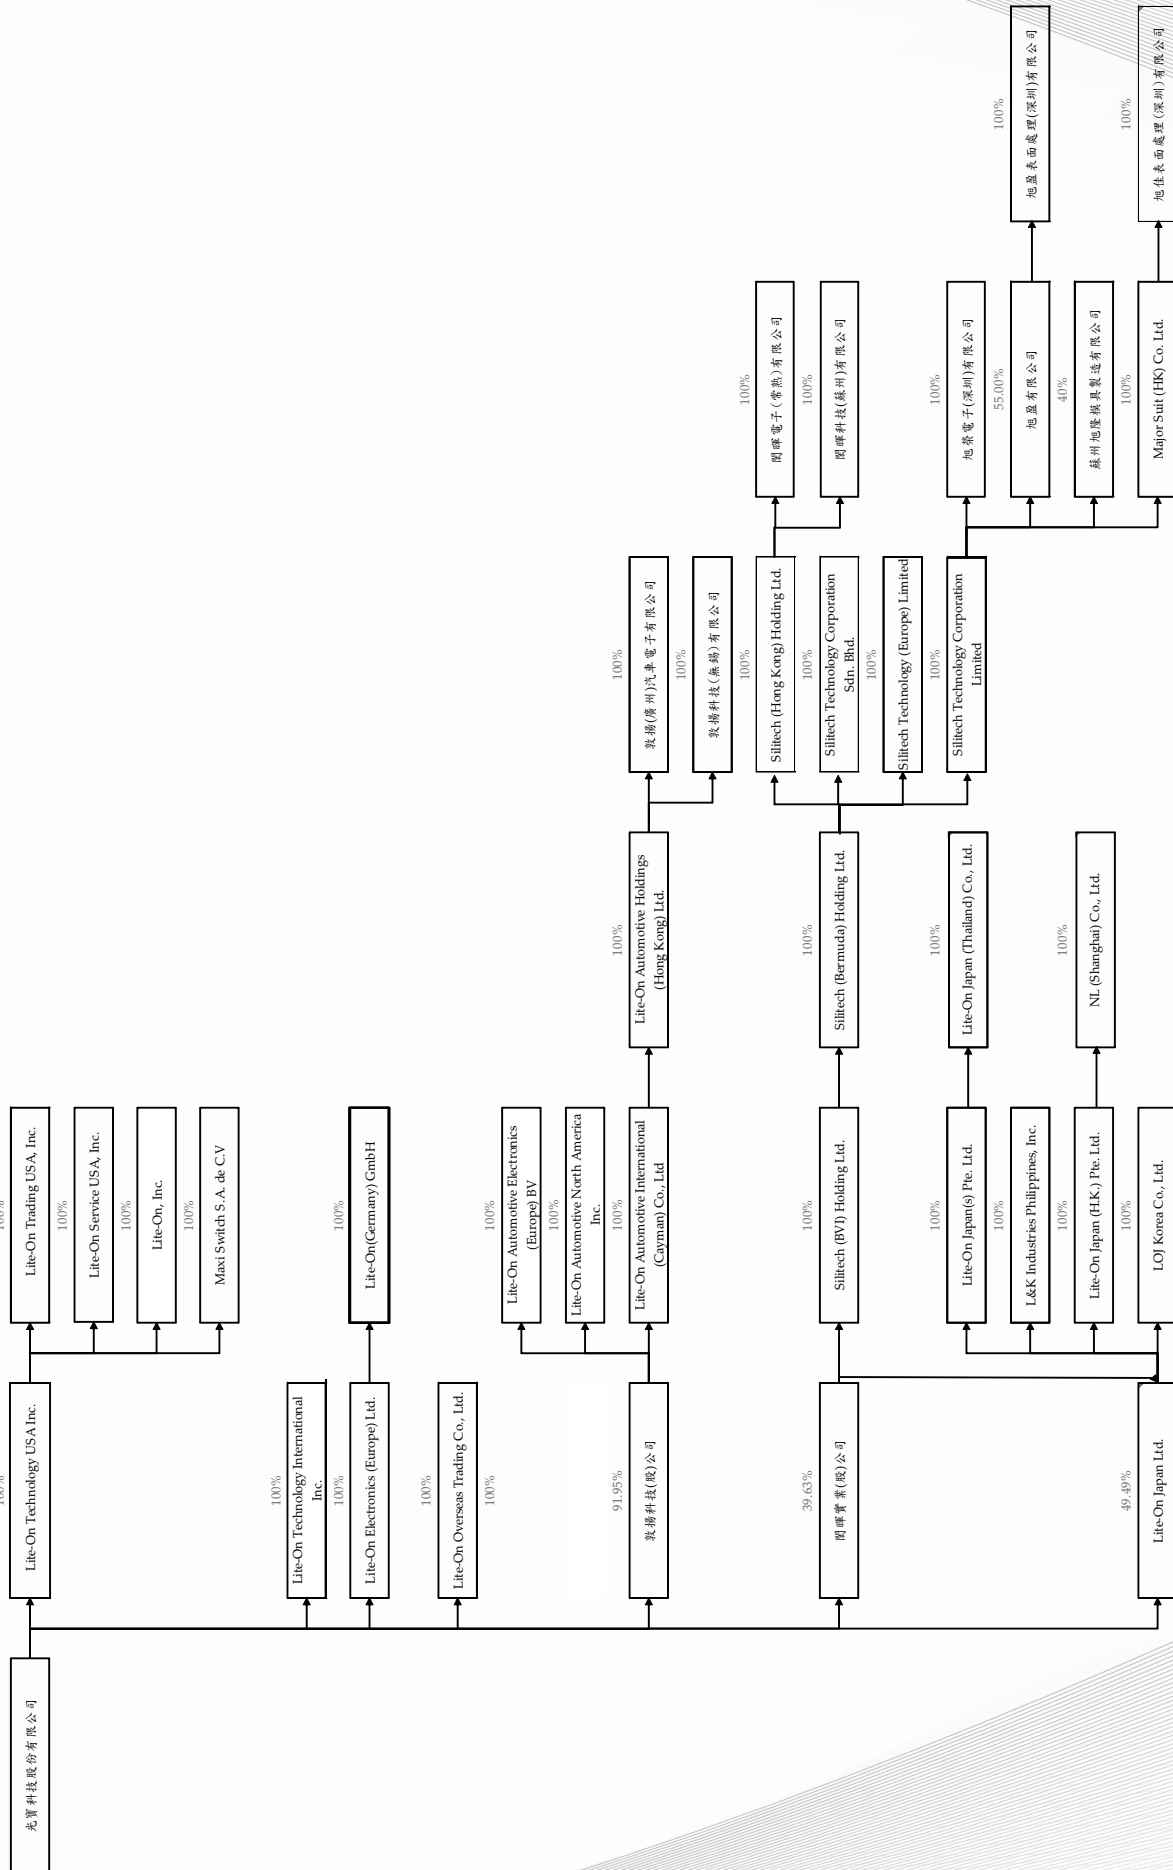 光寶科技股份有限公司
100%
Lite-On Technology USA Inc.
100%
Lite-On Trading USA, Inc.
100%
Lite-On Service USA, Inc.
100%
Lite-On, Inc.
100%
Maxi Switch S.A. de C.V
100%
Lite-On Technology International
Inc.
100%
Lite-On Electronics (Europe) Ltd.
100%
Lite-On(Germany) GmbH
100%
Lite-On Overseas Trading Co., Ltd.
100%
91.95%
敦揚科技(股)公司
100%
Lite-On Automotive Electronics
(Europe) BV
100%
Lite-On Automotive North America
Inc.
100%
Lite-On Automotive International
(Cayman) Co., Ltd
100%
Lite-On Automotive Holdings
(Hong Kong) Ltd.
100%
敦揚(廣州)汽車電子有限公司
100%
敦揚科技(無錫)有限公司
39.63%
閎暉實業(股)公司
100%
Silitech (BVI) Holding Ltd.
100%
Silitech (Bermuda) Holding Ltd.
100%
Silitech (Hong Kong) Holding Ltd.
100%
閎暉電子(常熟)有限公司
100%
閎暉科技(蘇州)有限公司
100%
Silitech Technology Corporation
Sdn. Bhd.
100%
Silitech Technology (Europe) Limited
100%
Silitech Technology Corporation
Limited
100%
旭榮電子(深圳)有限公司
55.00%
旭盈有限公司
100%
旭盈表面處理(深圳)有限公司
40%
蘇州旭隆模具製造有限公司
100%
Major Suit (HK) Co. Ltd.
100%
旭佳表面處理(深圳)有限公司
49.49%
Lite-On Japan Ltd.
100%
Lite-On Japan(s) Pte. Ltd.
100%
Lite-On Japan (Thailand) Co., Ltd.
100%
L&K Industries Philippines, Inc.
100%
Lite-On Japan (H.K.) Pte. Ltd.
100%
NL (Shanghai) Co., Ltd.
100%
LOJ Korea Co., Ltd.